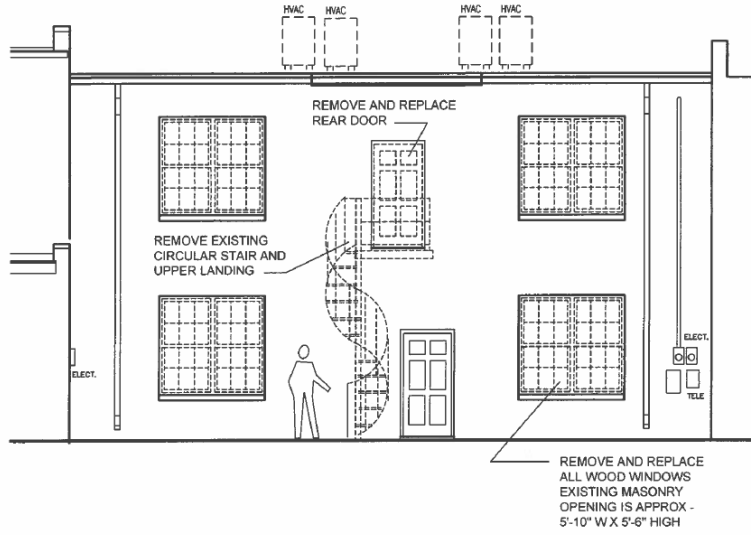 HVAC
HVAC
HVAC
HVAC
REMOVE AND REPLACE
REAR DOOR
REMOVE EXISTING
CIRCULAR STAIR AND
UPPER LANDING
ELECT.
ELECT.
TELE
REMOVE AND REPLACE
ALL WOOD WINDOWS
EXISTING MASONRY
OPENING IS APPROX -
5'-10" W X 5'-6" HIGH